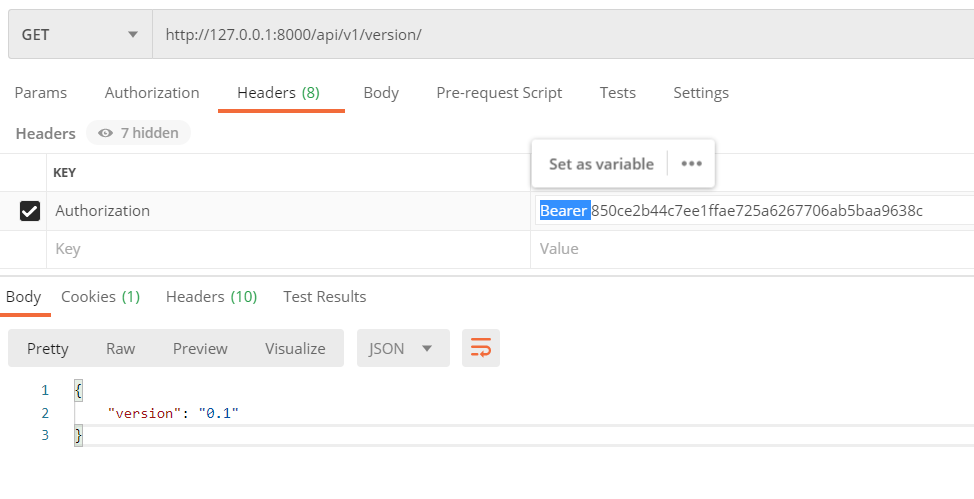 GET http://127.0.0.1:8000/api/v1/version/
Params Authorization Headers (8) Body Pre-request Script Tests Settings
Headers 7 hidden
Set as variable •••
KEY
Authorization Bearer 850ce2b44c7ee1ffae725a6267706ab5baa9638c
Key Value
Body Cookies (1) Headers (10) Test Results
Pretty Raw Preview Visualize JSON
1 {
2 "version": "0.1"
3 }